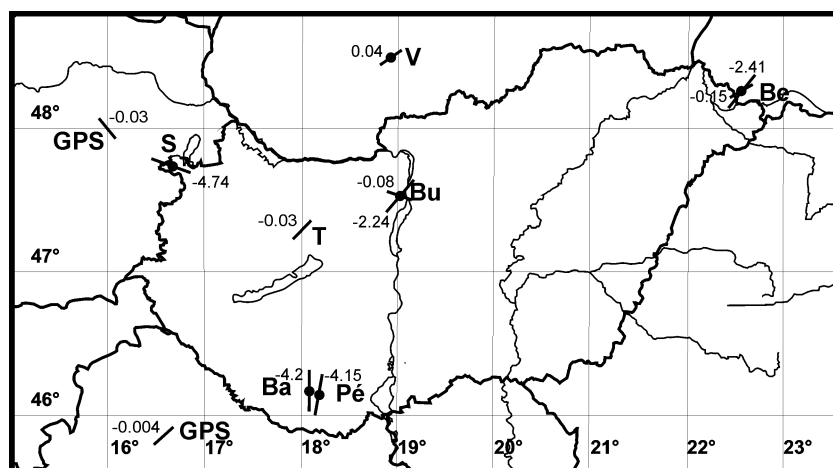 0.04 V
-2.41
-0.15 Be
48°
-0.03
GPS
S
-4.74
-0.08 Bu
-2.24
-0.03
T
47°
-4.2 -4.15
Ba Pé
46°
-0.004 GPS
16° 17° 18° 19° 20° 21° 22° 23°